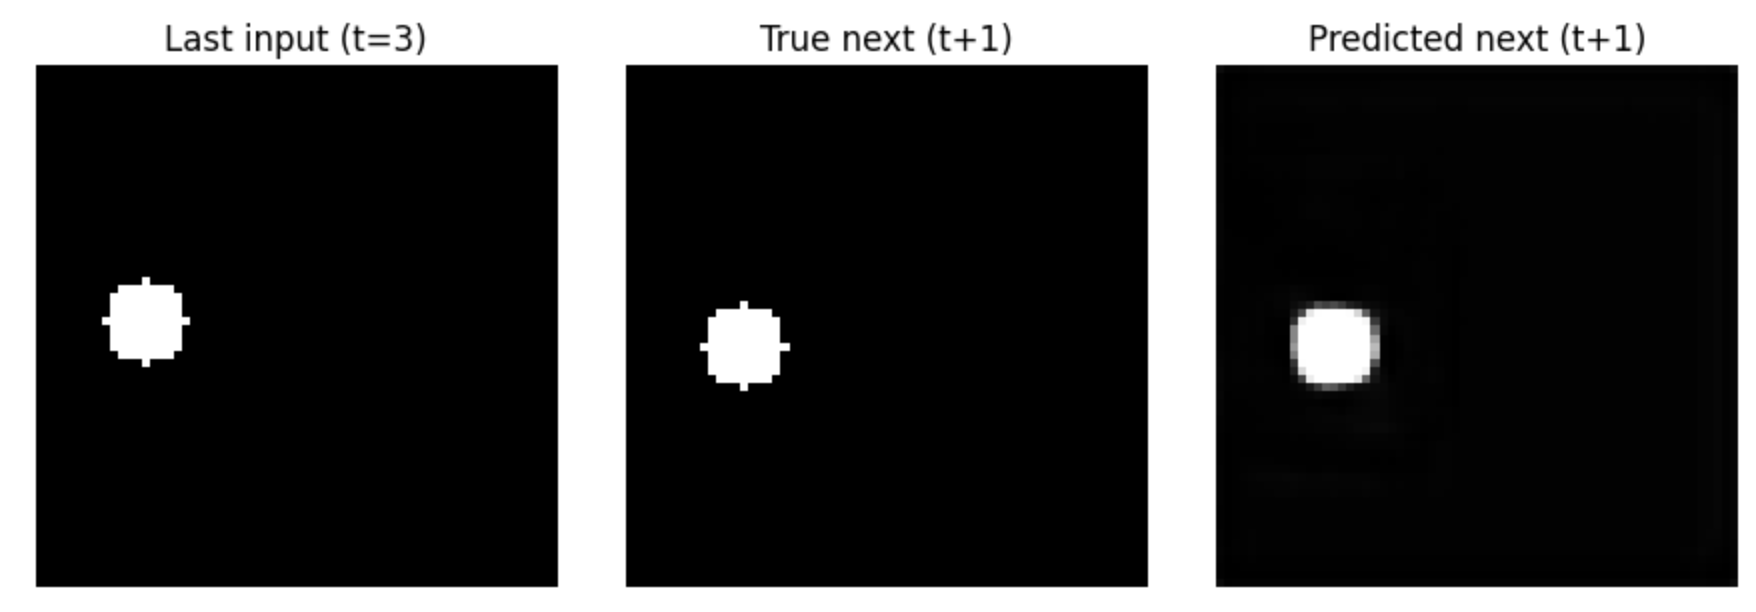 Last input (t=3)
True next (t+1)
Predicted next (t+1)